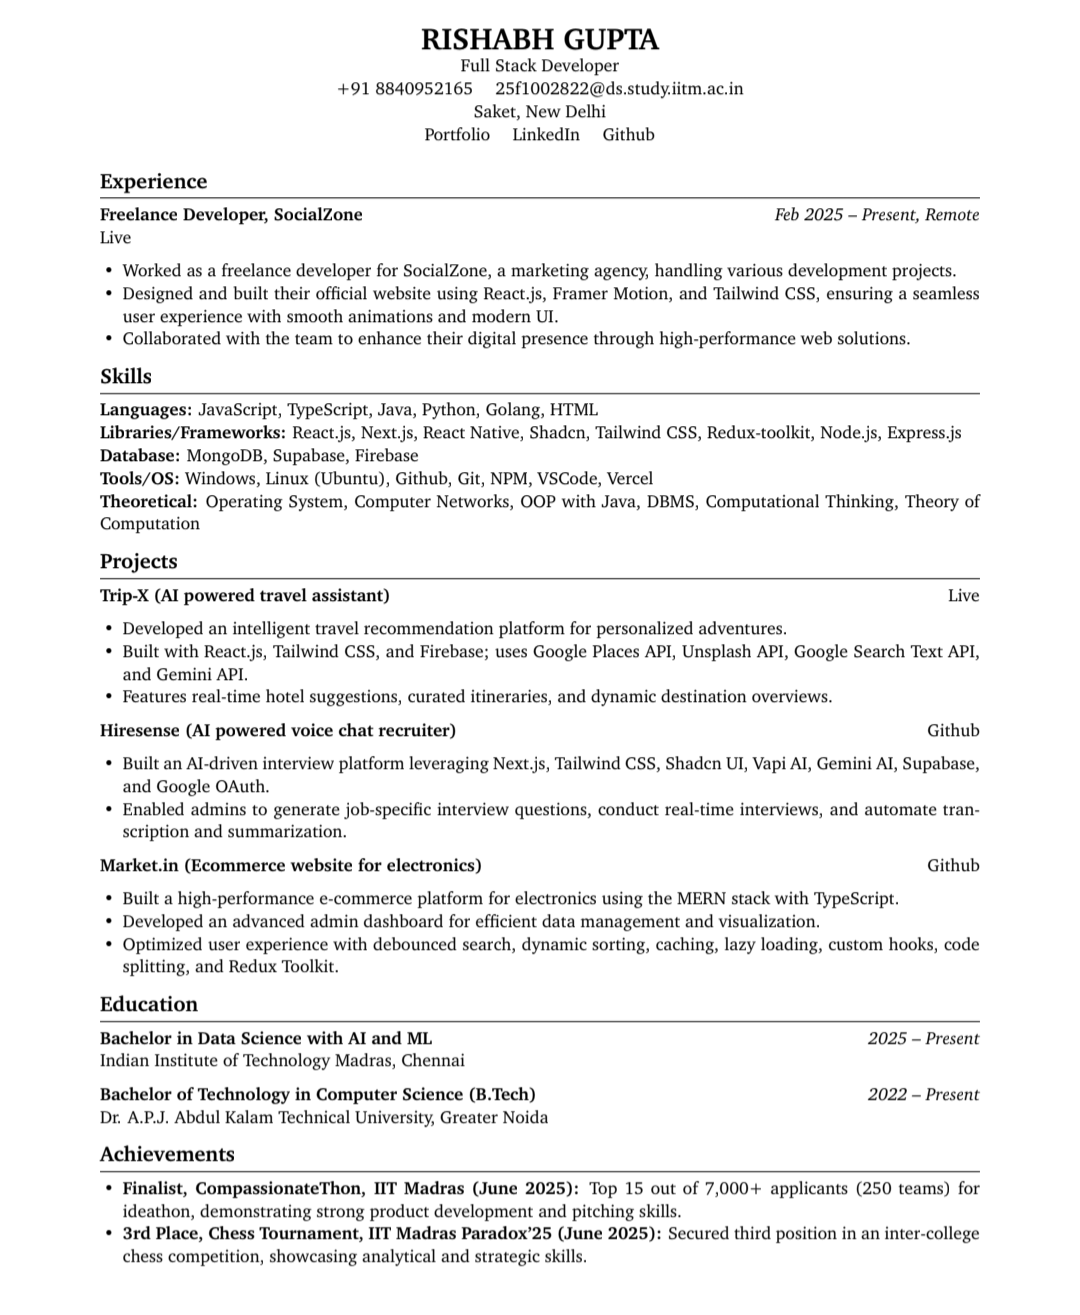 RISHABH GUPTA
Full Stack Developer
+91 8840952165 25f1002822@ds.study.iitm.ac.in
Saket, New Delhi
Portfolio LinkedIn Github
Experience
Freelance Developer, SocialZone Feb 2025 – Present, Remote
Live
• Worked as a freelance developer for SocialZone, a marketing agency, handling various development projects.
• Designed and built their official website using React.js, Framer Motion, and Tailwind CSS, ensuring a seamless
user experience with smooth animations and modern UI.
• Collaborated with the team to enhance their digital presence through high-performance web solutions.
Skills
Languages: JavaScript, TypeScript, Java, Python, Golang, HTML
Libraries/Frameworks: React.js, Next.js, React Native, Shadcn, Tailwind CSS, Redux-toolkit, Node.js, Express.js
Database: MongoDB, Supabase, Firebase
Tools/OS: Windows, Linux (Ubuntu), Github, Git, NPM, VSCode, Vercel
Theoretical: Operating System, Computer Networks, OOP with Java, DBMS, Computational Thinking, Theory of
Computation
Projects
Trip-X (AI powered travel assistant) Live
• Developed an intelligent travel recommendation platform for personalized adventures.
• Built with React.js, Tailwind CSS, and Firebase; uses Google Places API, Unsplash API, Google Search Text API,
and Gemini API.
• Features real-time hotel suggestions, curated itineraries, and dynamic destination overviews.
Hiresense (AI powered voice chat recruiter) Github
• Built an AI-driven interview platform leveraging Next.js, Tailwind CSS, Shadcn UI, Vapi AI, Gemini AI, Supabase,
and Google OAuth.
• Enabled admins to generate job-specific interview questions, conduct real-time interviews, and automate tran-
scription and summarization.
Market.in (Ecommerce website for electronics) Github
• Built a high-performance e-commerce platform for electronics using the MERN stack with TypeScript.
• Developed an advanced admin dashboard for efficient data management and visualization.
• Optimized user experience with debounced search, dynamic sorting, caching, lazy loading, custom hooks, code
splitting, and Redux Toolkit.
Education
Bachelor in Data Science with AI and ML 2025 – Present
Indian Institute of Technology Madras, Chennai
Bachelor of Technology in Computer Science (B.Tech) 2022 – Present
Dr. A.P.J. Abdul Kalam Technical University, Greater Noida
Achievements
• Finalist, CompassionateThon, IIT Madras (June 2025): Top 15 out of 7,000+ applicants (250 teams) for
ideathon, demonstrating strong product development and pitching skills.
• 3rd Place, Chess Tournament, IIT Madras Paradox'25 (June 2025): Secured third position in an inter-college
chess competition, showcasing analytical and strategic skills.